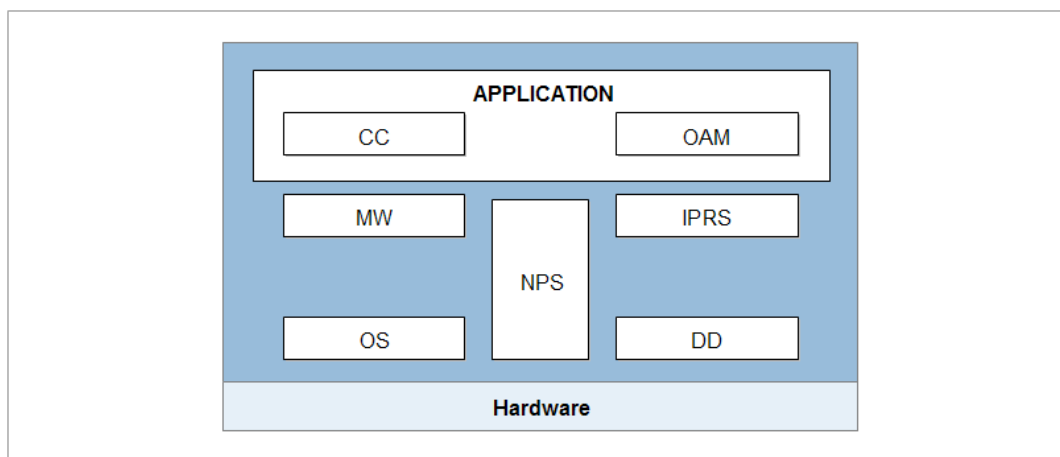 APPLICATION
CC
OAM
MW
IPRS
NPS
OS
DD
Hardware